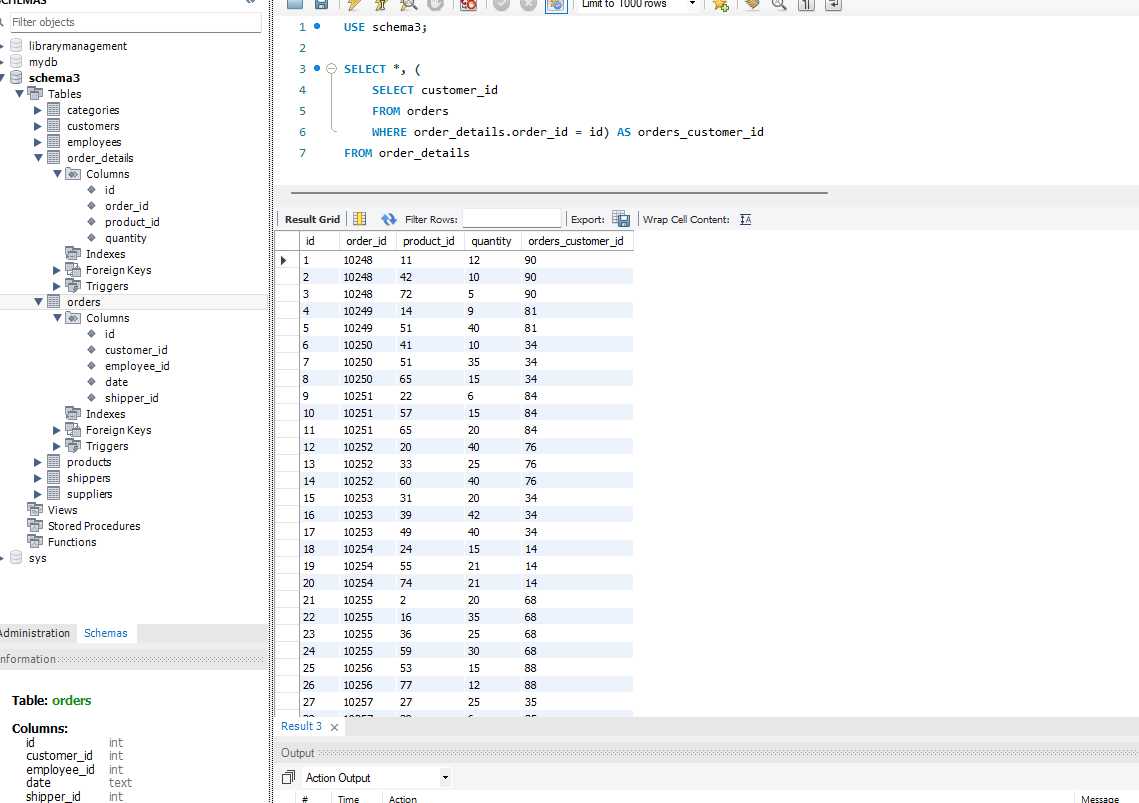 SCHEMAS
Filter objects
librarymanagement
mydb
schema3
Tables
categories
customers
employees
order_details
Columns
id
order_id
product_id
quantity
Indexes
Foreign Keys
Triggers
orders
Columns
id
customer_id
employee_id
date
shipper_id
Indexes
Foreign Keys
Triggers
products
shippers
suppliers
Views
Stored Procedures
Functions
sys
Administration Schemas
Information
Table: orders
Columns:
id int
customer_id int
employee_id int
date text
shipper_id int
Limit to 1000 rows
1 USE schema3;
2
3 SELECT *, (
4 SELECT customer_id
5 FROM orders
6 WHERE order_details.order_id = id) AS orders_customer_id
7 FROM order_details
Result Grid Filter Rows: Export: Wrap Cell Content:
id order_id product_id quantity orders_customer_id
1 10248 11 12 90
2 10248 42 10 90
3 10248 72 5 90
4 10249 14 9 81
5 10249 51 40 81
6 10250 41 10 34
7 10250 51 35 34
8 10250 65 15 34
9 10251 22 6 84
10 10251 57 15 84
11 10251 65 20 84
12 10252 20 40 76
13 10252 33 25 76
14 10252 60 40 76
15 10253 31 20 34
16 10253 39 42 34
17 10253 49 40 34
18 10254 24 15 14
19 10254 55 21 14
20 10254 74 21 14
21 10255 2 20 68
22 10255 16 35 68
23 10255 36 25 68
24 10255 59 30 68
25 10256 53 15 88
26 10256 77 12 88
27 10257 27 25 35
Result 3
Output
Action Output
# Time Action Message